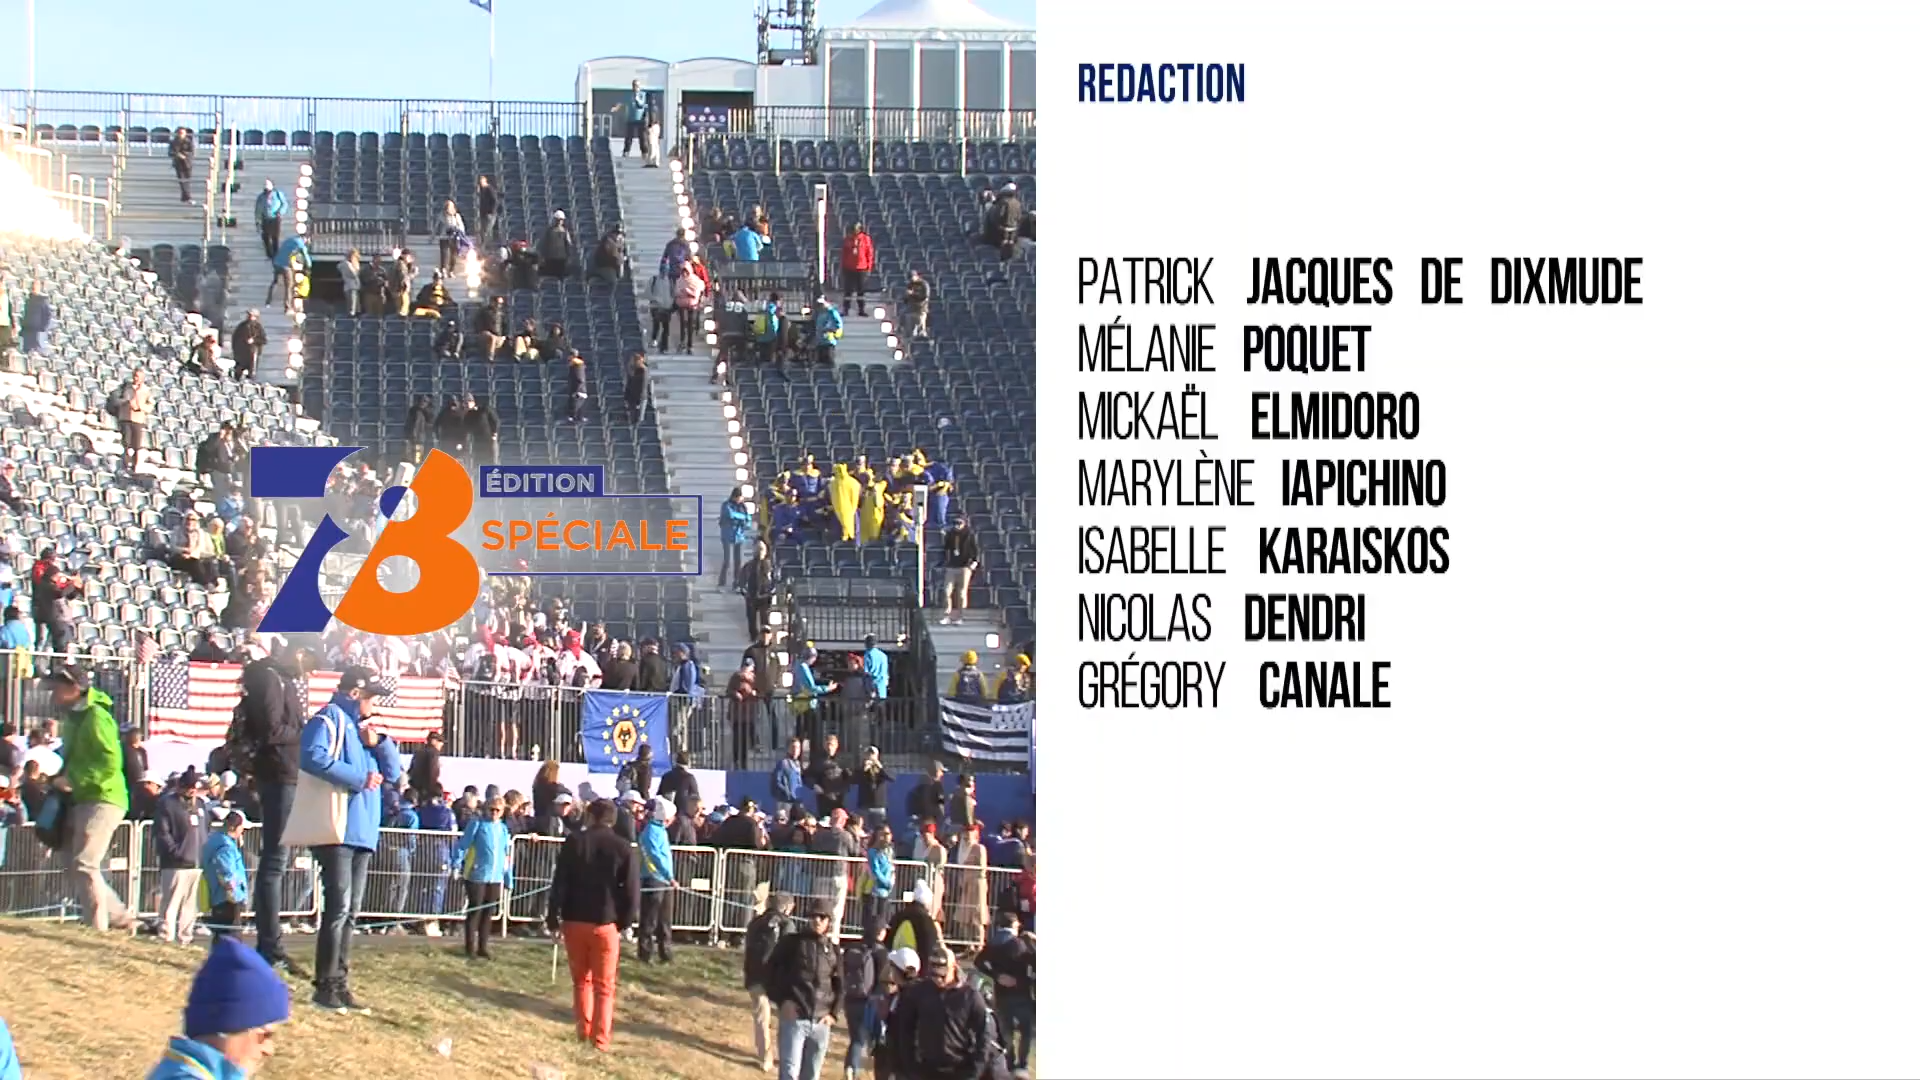 78
ÉDITION
SPÉCIALE
REDACTION
PATRICK JACQUES DE DIXMUDE
MÉLANIE POQUET
MICKAËL ELMIDORO
MARYLÈNE IAPICHINO
ISABELLE KARAISKOS
NICOLAS DENDRI
GRÉGORY CANALE